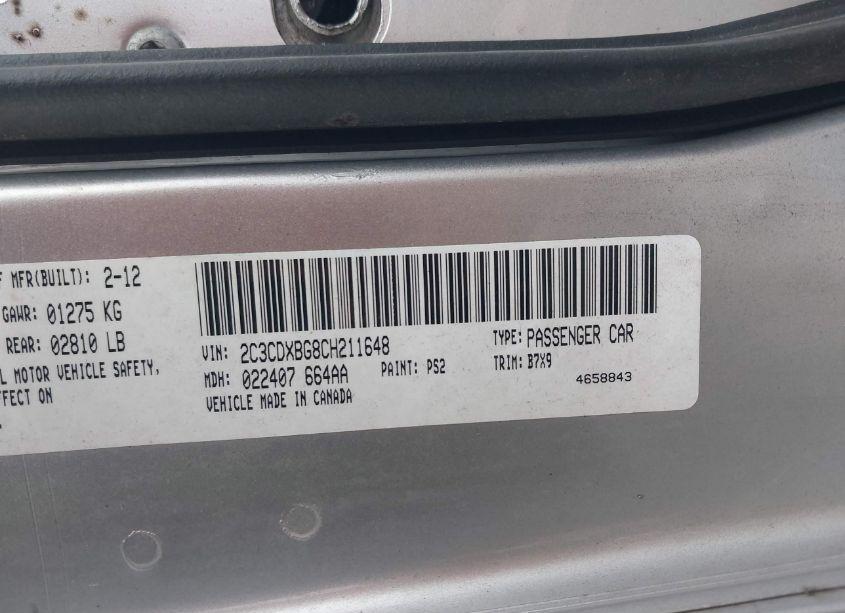 F MFR(BUILT): 2-12
GAWR: 01275 KG
REAR: 02810 LB
L MOTOR VEHICLE SAFETY,
FFECT ON
VIN: 2C3CDXBG8CH211648
TYPE: PASSENGER CAR
MDH: 022407 664AA
PAINT: PS2
TRIM: B7X9
VEHICLE MADE IN CANADA
4658843